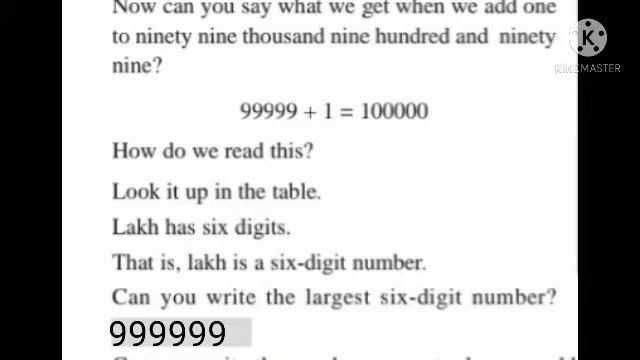 Now can you say what we get when we add one
to ninety nine thousand nine hundred and ninety
nine?
KINEMASTER
99999 + 1 = 100000
How do we read this?
Look it up in the table.
Lakh has six digits.
That is, lakh is a six-digit number.
Can you write the largest six-digit number?
999999